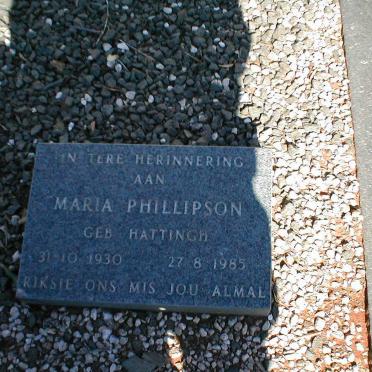 IN TERE HERINNERING
AAN
MARIA PHILLIPSON
GEB HATTINGH
31·10·1930 27·8·1985
RIKSIE ONS MIS JOU ALMAL